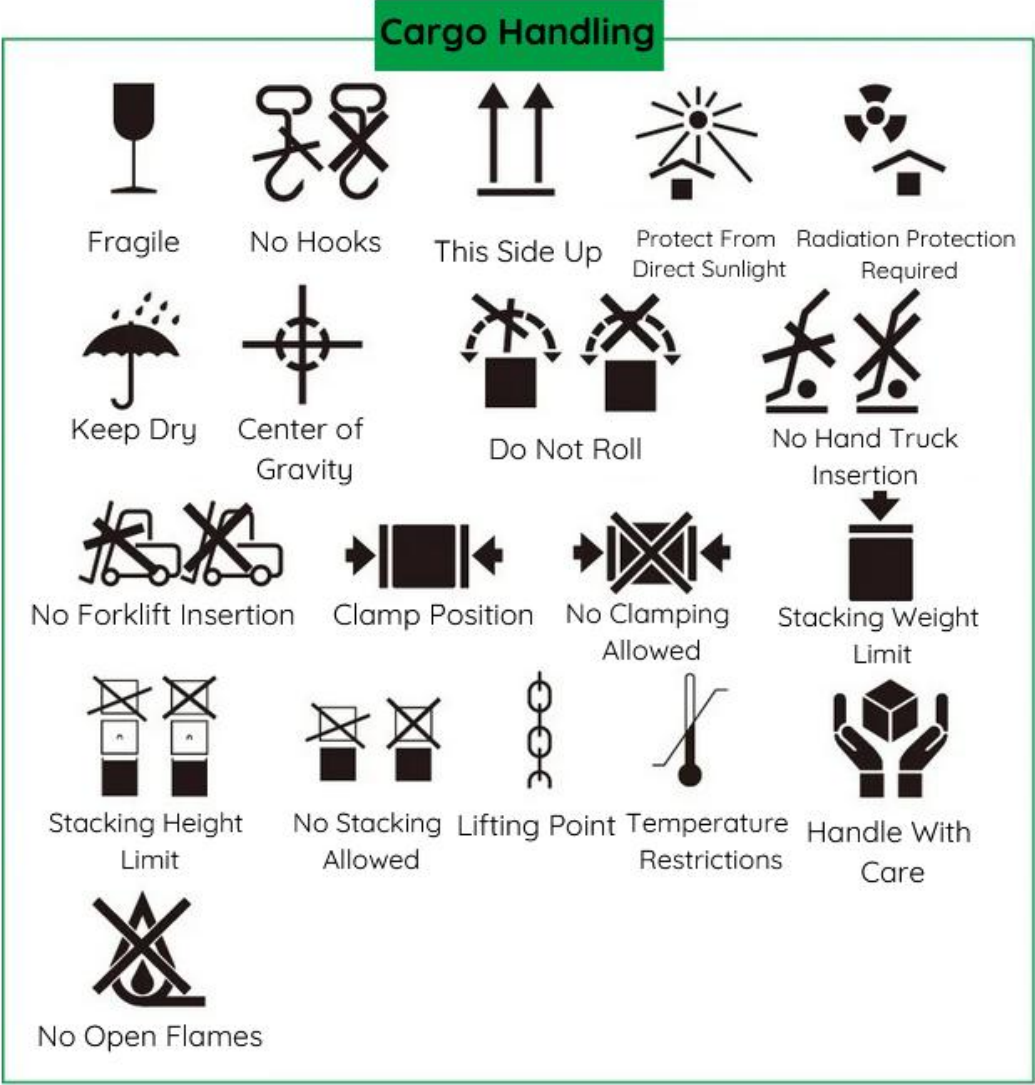 Cargo Handling
Fragile
No Hooks
This Side Up
Protect From
Direct Sunlight
Radiation Protection
Required
Keep Dry
Center of
Gravity
Do Not Roll
No Hand Truck
Insertion
No Forklift Insertion
Clamp Position
No Clamping
Allowed
Stacking Weight
Limit
Stacking Height
Limit
No Stacking
Allowed
Lifting Point
Temperature
Restrictions
Handle With
Care
No Open Flames